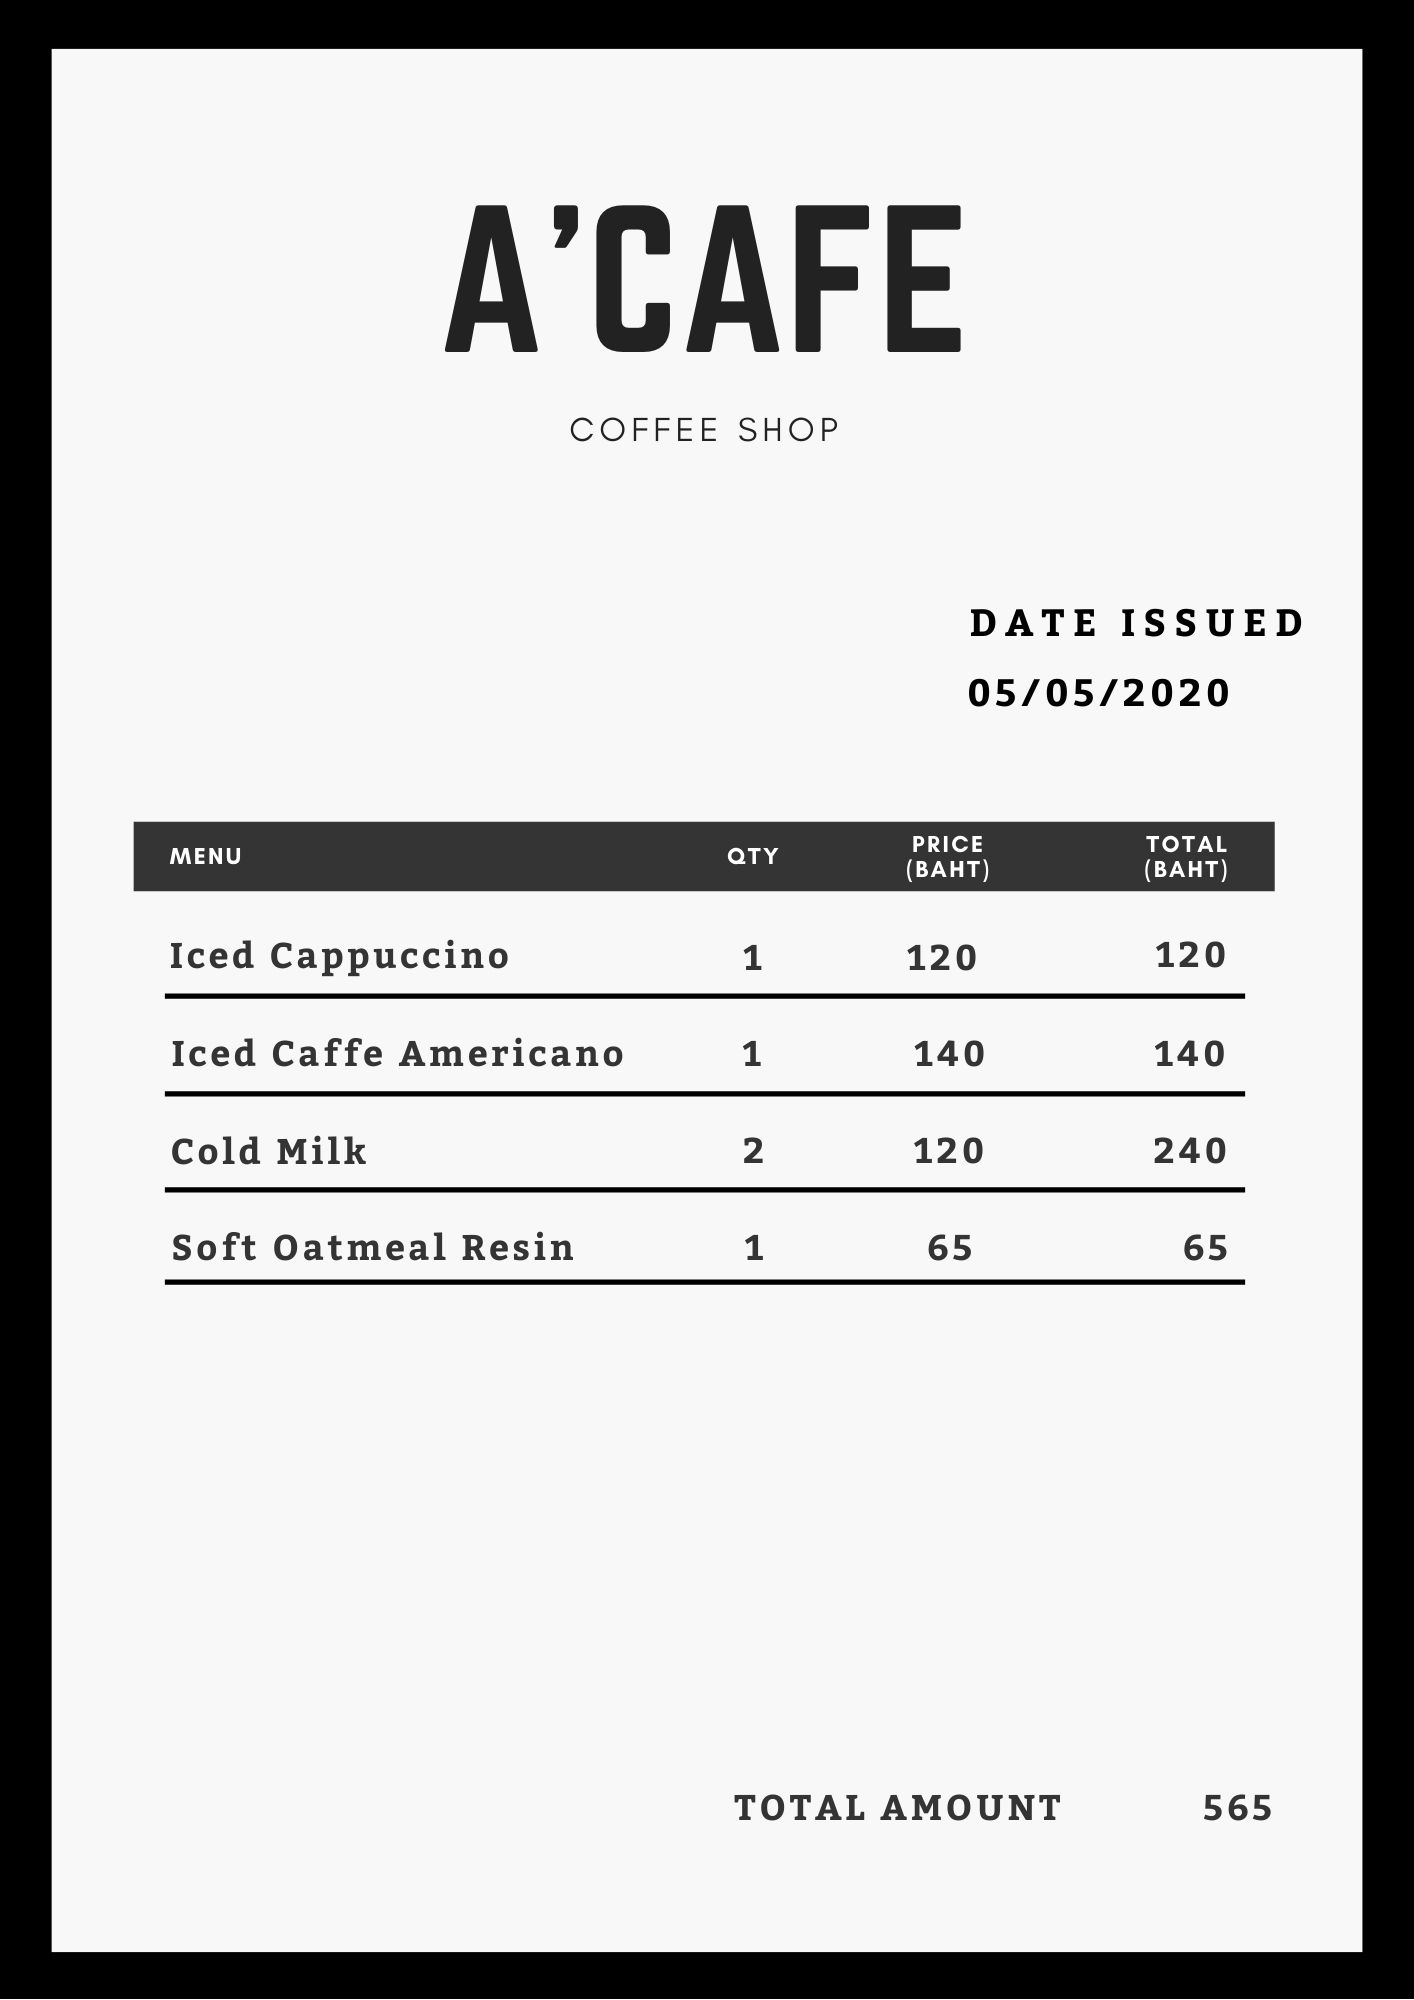 A’CAFE
COFFEE SHOP
DATE ISSUED
05/05/2020
MENU QTY PRICE (BAHT) TOTAL (BAHT)
Iced Cappuccino 1 120 120
Iced Caffe Americano 1 140 140
Cold Milk 2 120 240
Soft Oatmeal Resin 1 65 65
TOTAL AMOUNT 565